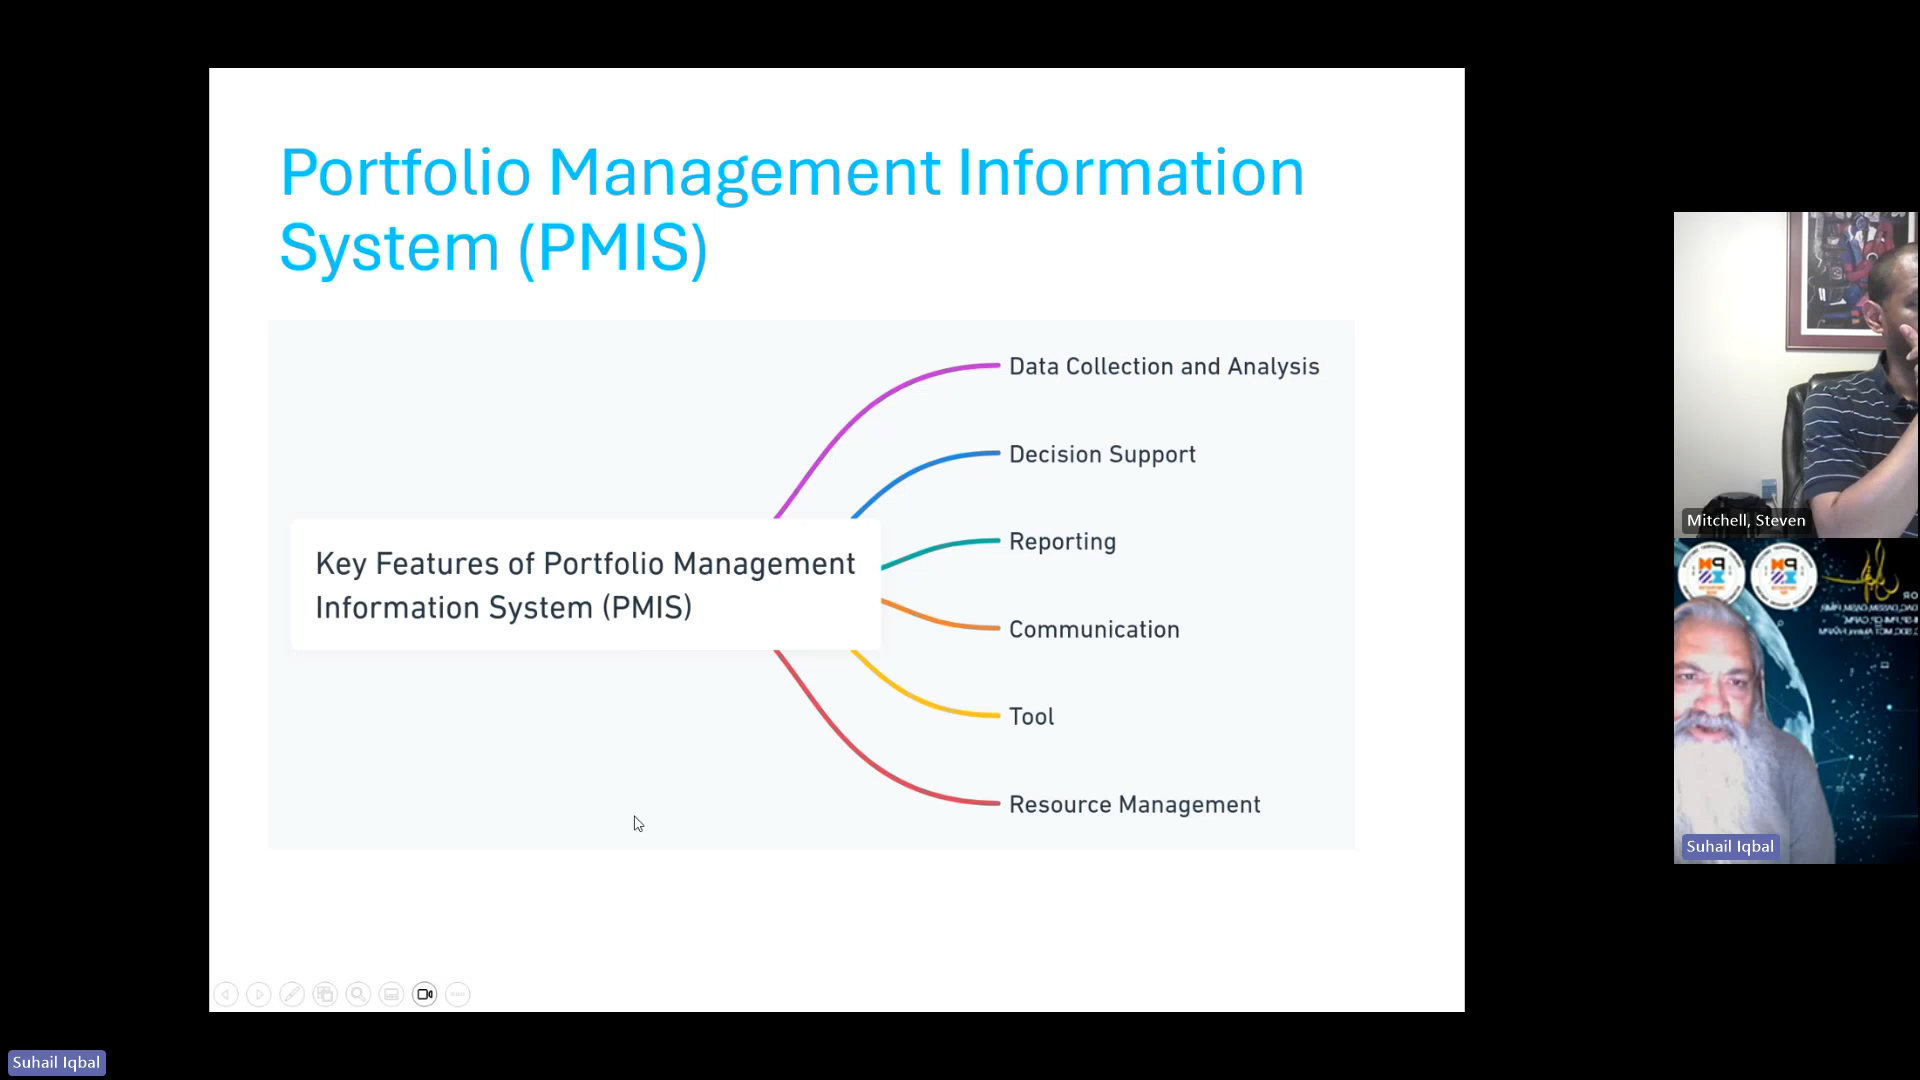 Portfolio Management Information
System (PMIS)
Key Features of Portfolio Management
Information System (PMIS)
Data Collection and Analysis
Decision Support
Reporting
Communication
Tool
Resource Management
Mitchell, Steven
Suhail Iqbal
Suhail Iqbal